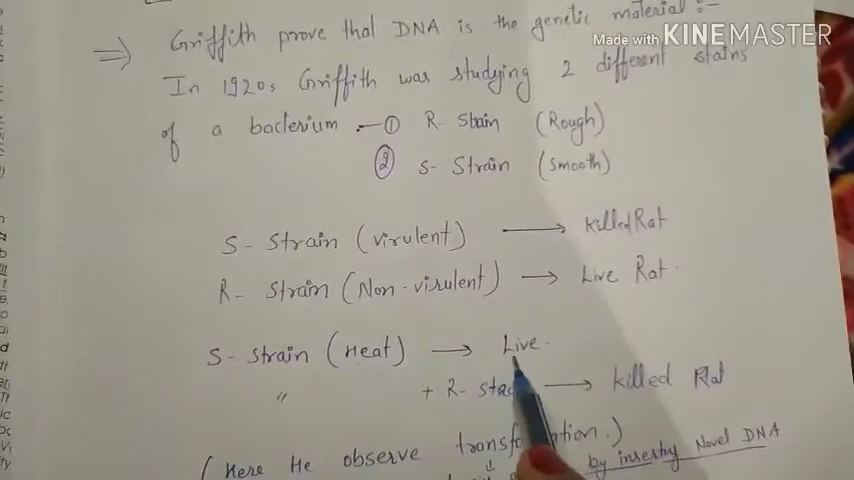 Griffith prove that DNA is the genetic material :-
Made with KINEMASTER
In 1920s Griffith was studying 2 different stains
of a bacterium - ① R- Stain (Rough)
② S- Strain (Smooth)
S- Strain (virulent) → Killed Rat
R- Strain (Non-virulent) → Live Rat.
S- Strain (Heat) → Live.
" + R- → Killed Rat
(Here He observe transformation.)
by inserting Novel DNA